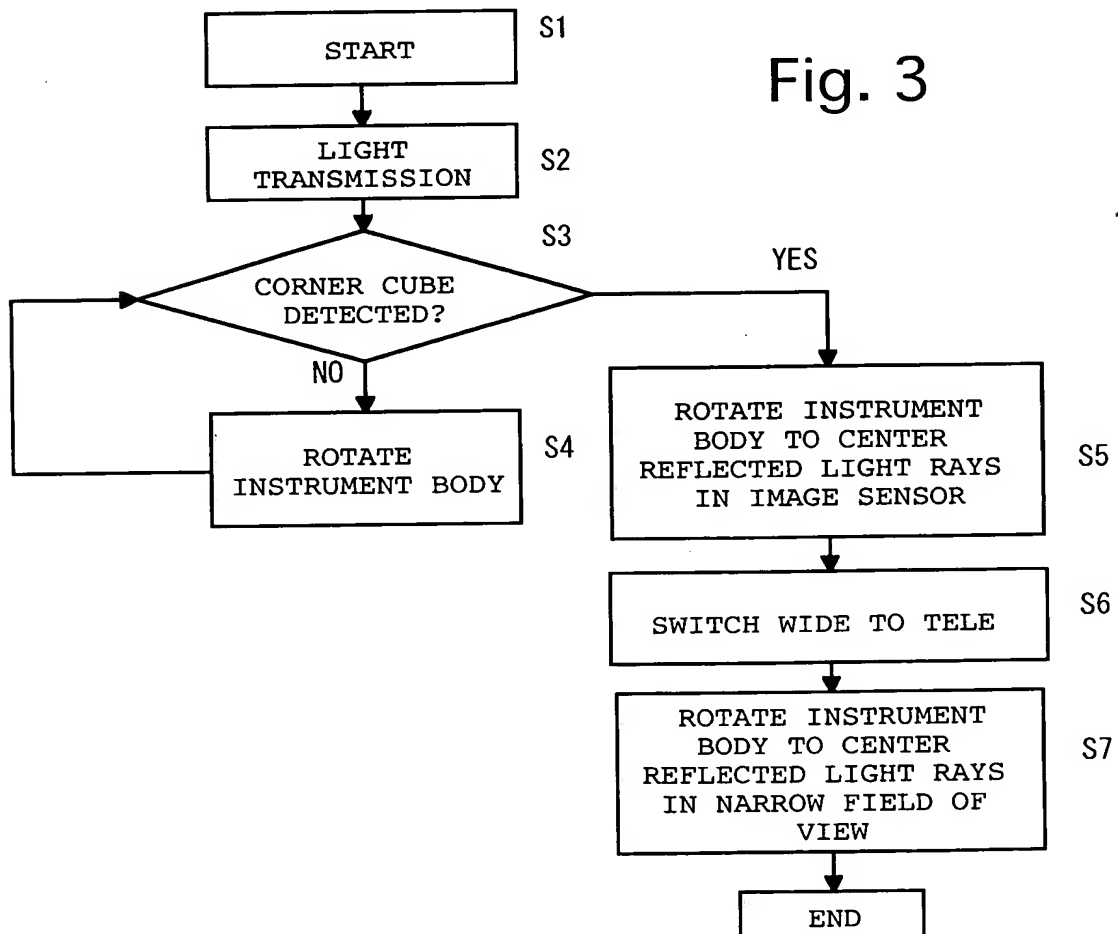 S1
START
Fig. 3
LIGHT
TRANSMISSION
S2
S3
YES
CORNER CUBE
DETECTED?
NO
ROTATE
INSTRUMENT BODY
S4
ROTATE INSTRUMENT
BODY TO CENTER
REFLECTED LIGHT RAYS
IN IMAGE SENSOR
S5
SWITCH WIDE TO TELE
S6
ROTATE INSTRUMENT
BODY TO CENTER
REFLECTED LIGHT RAYS
IN NARROW FIELD OF
VIEW
S7
END